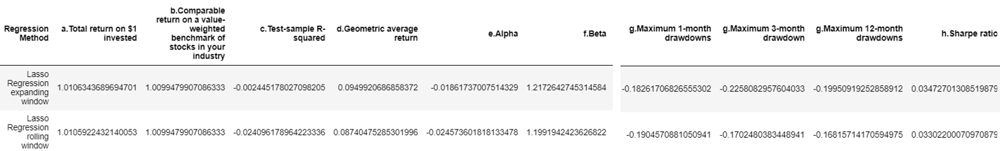 Regression Method a.Total return on $1 invested b.Comparable return on a value-weighted benchmark of stocks in your industry c.Test-sample R-squared d.Geometric average return e.Alpha f.Beta g.Maximum 1-month drawdowns g.Maximum 3-month drawdown g.Maximum 12-month drawdowns h.Sharpe ratio
Lasso Regression expanding window 1.0106343689694701 1.0099479907086333 -0.002445178027098205 0.0949920686858372 -0.01861737007514329 1.2172642745314584 -0.18261706826555302 -0.2258082957604033 -0.19950919252858912 0.03472701308519879
Lasso Regression rolling window 1.0105922432140053 1.0099479907086333 -0.024096178964223336 0.08740475285301996 -0.024573601818133478 1.1991942423626822 -0.1904570881050941 -0.1702480383448941 -0.16815714170594975 0.03302200070970879